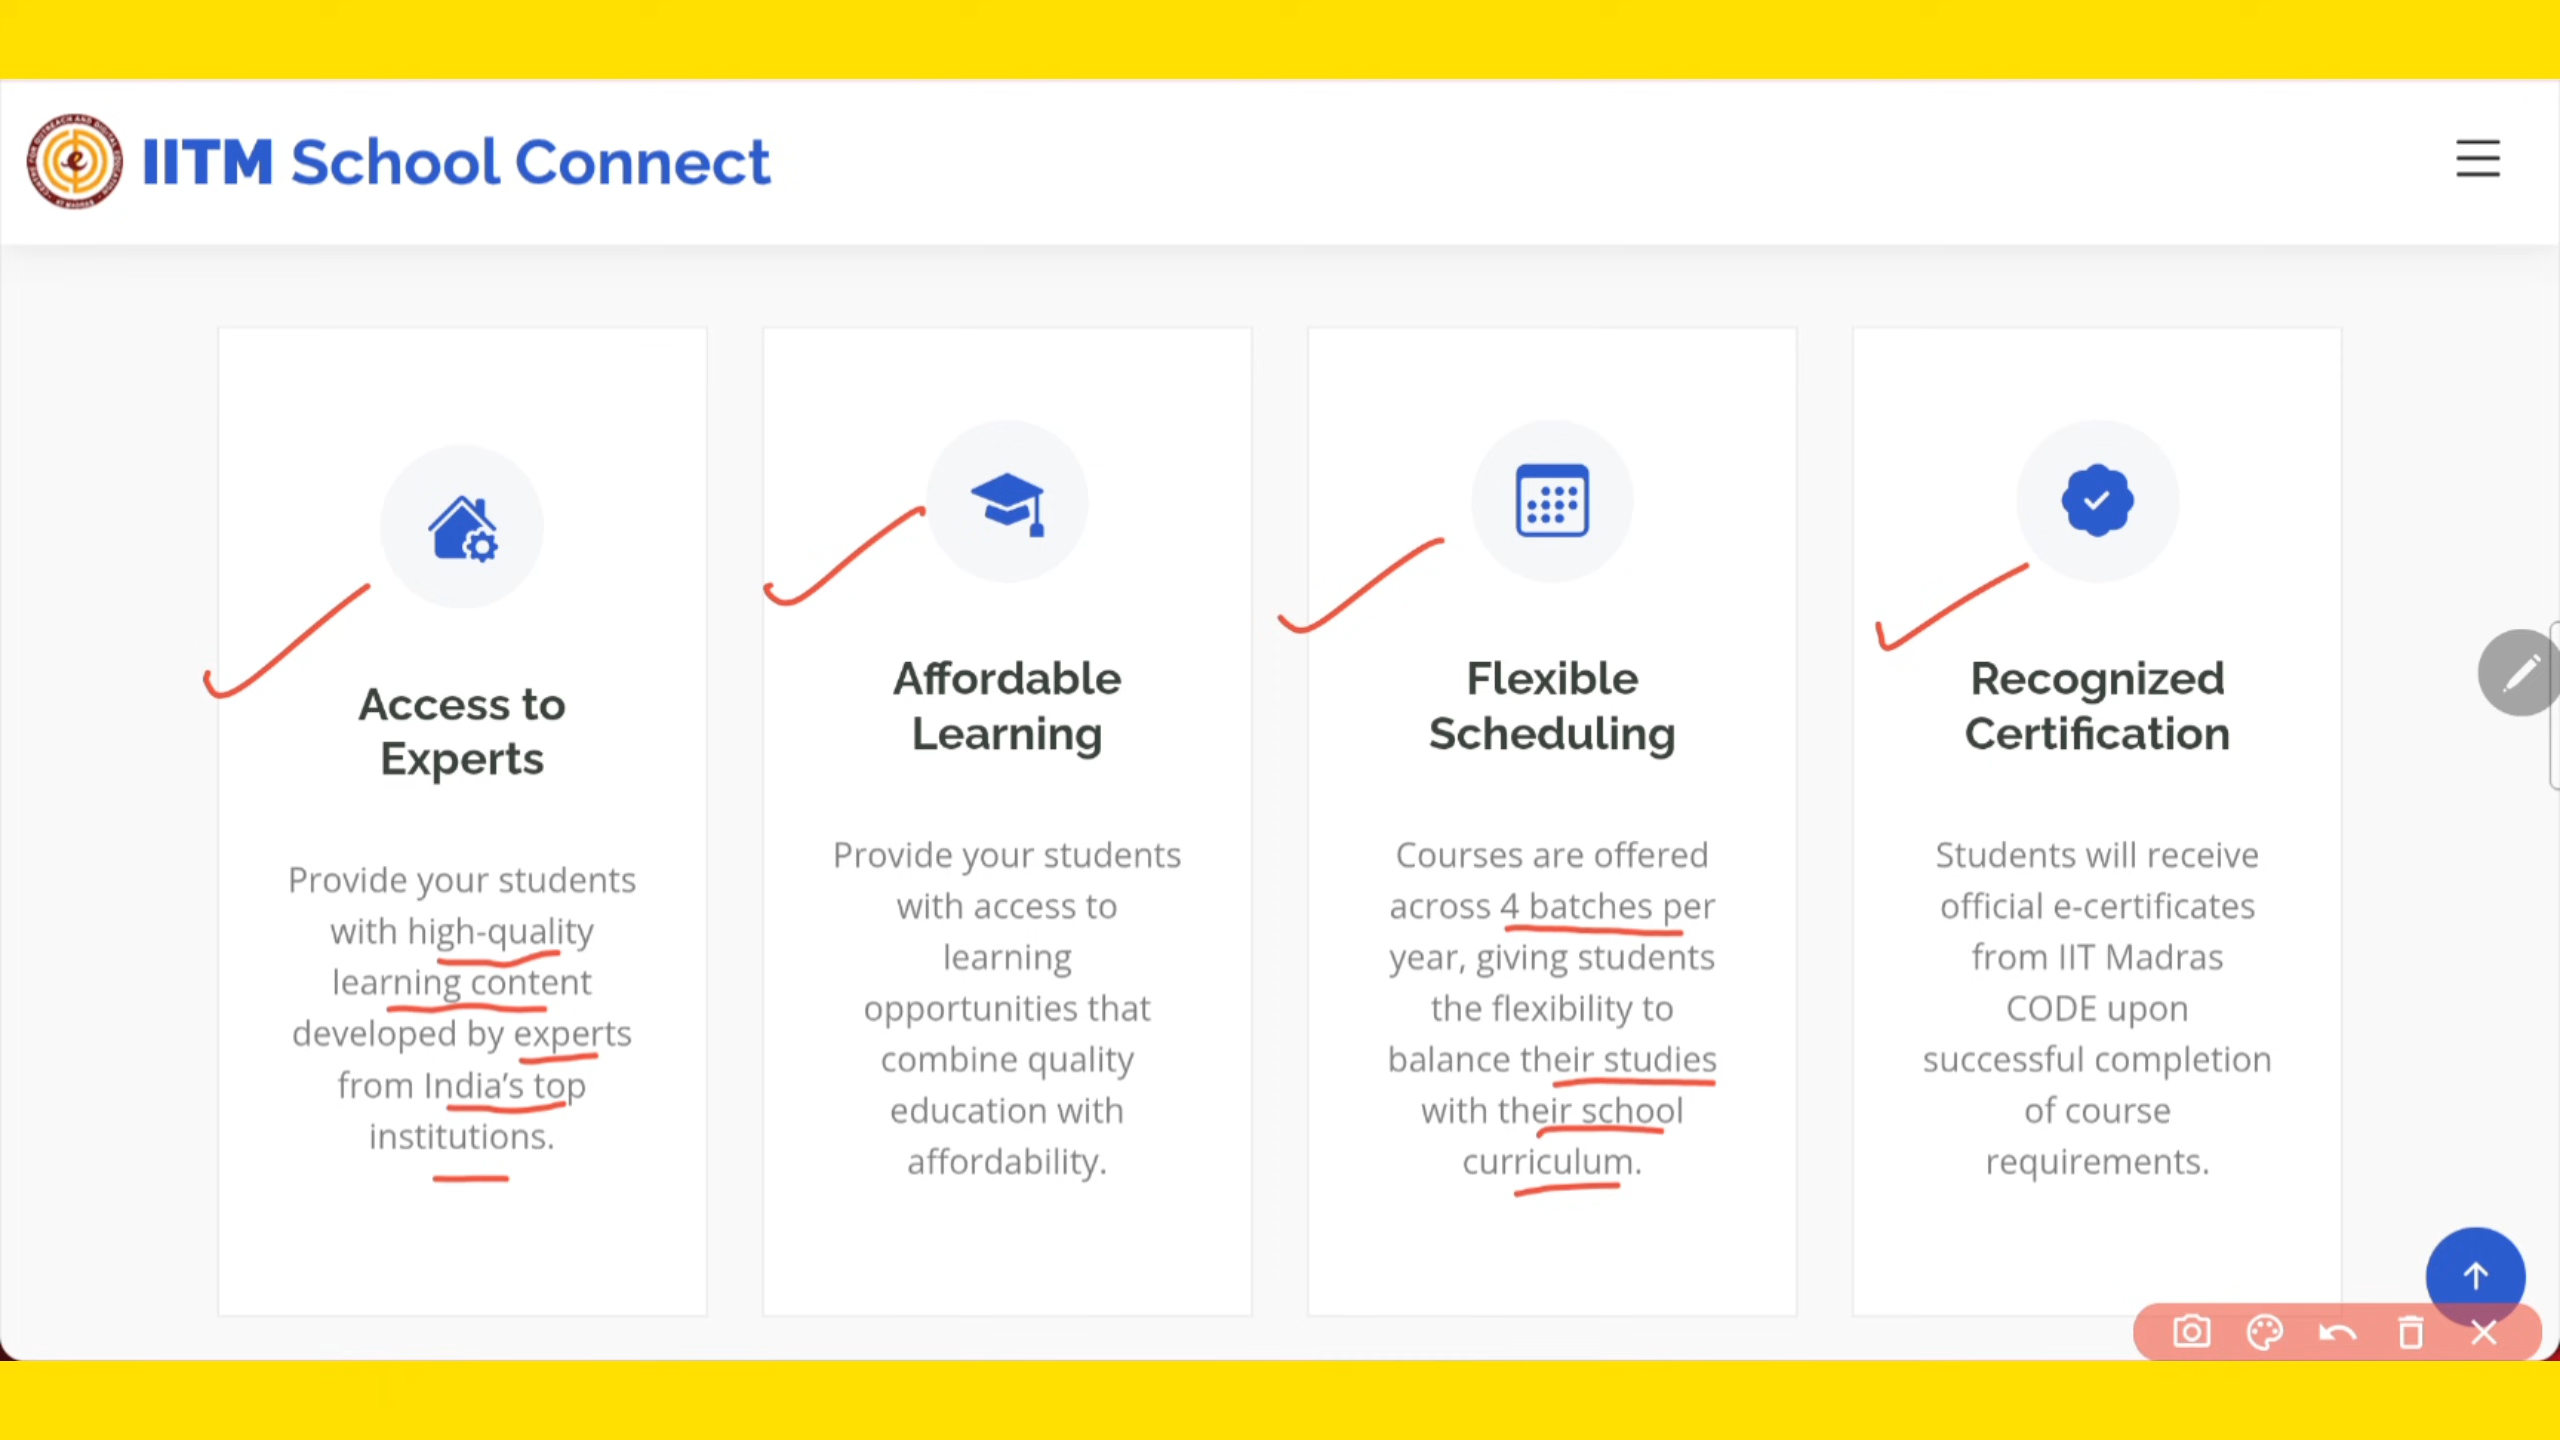 IITM School Connect
Access to
Experts
Provide your students
with high-quality
learning content
developed by experts
from India's top
institutions.
Affordable
Learning
Provide your students
with access to
learning
opportunities that
combine quality
education with
affordability.
Flexible
Scheduling
Courses are offered
across 4 batches per
year, giving students
the flexibility to
balance their studies
with their school
curriculum.
Recognized
Certification
Students will receive
official e-certificates
from IIT Madras
CODE upon
successful completion
of course
requirements.